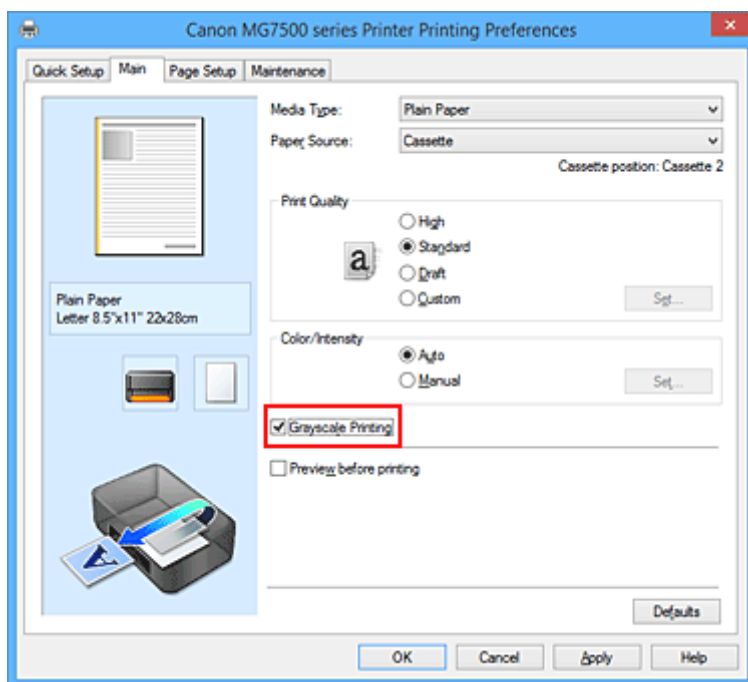 Canon MG7500 series Printer Printing Preferences
Quick Setup Main Page Setup Maintenance
Media Type: Plain Paper
Paper Source: Cassette
Cassette position: Cassette 2
Print Quality
High
Standard
Draft
Custom Set...
a
Plain Paper
Letter 8.5"x11" 22x28cm
Color/Intensity
Auto
Manual Set...
Grayscale Printing
Preview before printing
A
Defaults
OK Cancel Apply Help